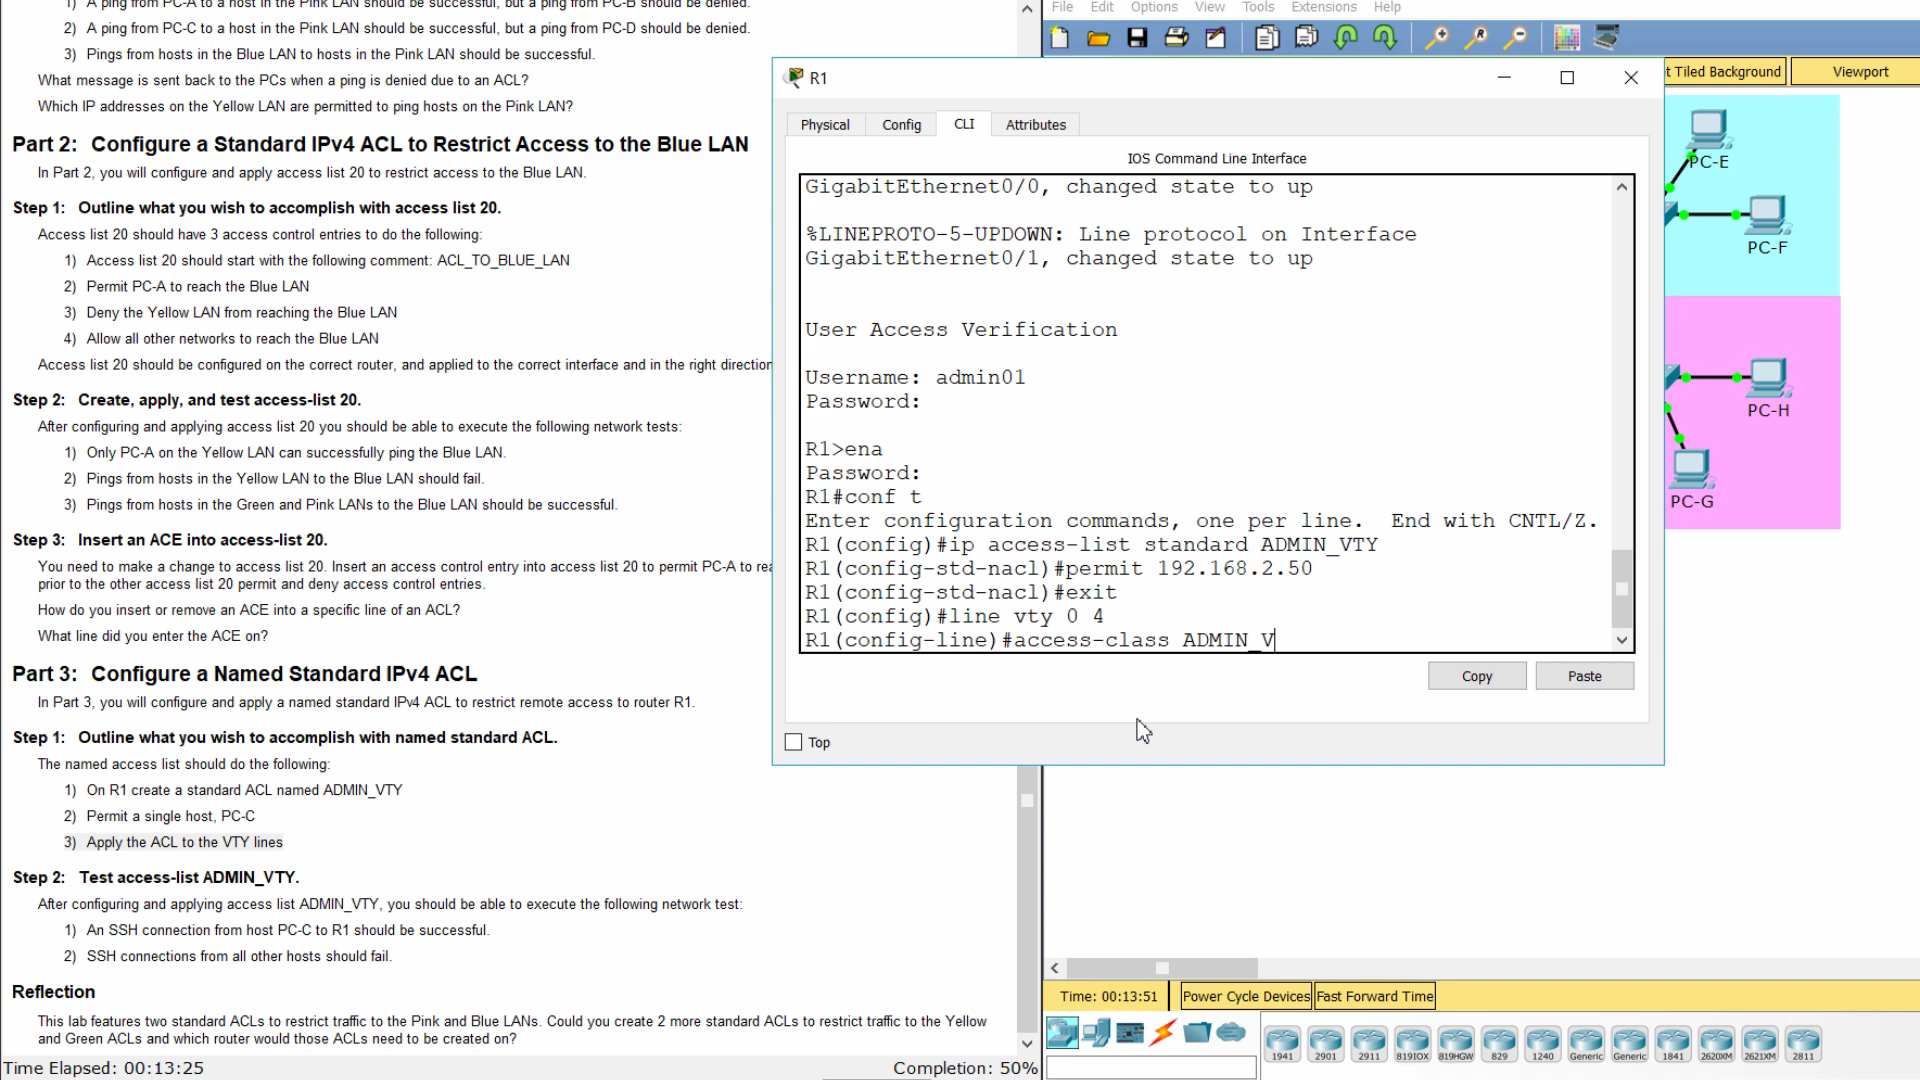 1) A ping from PC-A to a host in the Pink LAN should be successful, but a ping from PC-B should be denied.
2) A ping from PC-C to a host in the Pink LAN should be successful, but a ping from PC-D should be denied.
3) Pings from hosts in the Blue LAN to hosts in the Pink LAN should be successful.
What message is sent back to the PCs when a ping is denied due to an ACL?
Which IP addresses on the Yellow LAN are permitted to ping hosts on the Pink LAN?
Part 2: Configure a Standard IPv4 ACL to Restrict Access to the Blue LAN
In Part 2, you will configure and apply access list 20 to restrict access to the Blue LAN.
Step 1: Outline what you wish to accomplish with access list 20.
Access list 20 should have 3 access control entries to do the following:
1) Access list 20 should start with the following comment: ACL_TO_BLUE_LAN
2) Permit PC-A to reach the Blue LAN
3) Deny the Yellow LAN from reaching the Blue LAN
4) Allow all other networks to reach the Blue LAN
Access list 20 should be configured on the correct router, and applied to the correct interface and in the right direction
Step 2: Create, apply, and test access-list 20.
After configuring and applying access list 20 you should be able to execute the following network tests:
1) Only PC-A on the Yellow LAN can successfully ping the Blue LAN.
2) Pings from hosts in the Yellow LAN to the Blue LAN should fail.
3) Pings from hosts in the Green and Pink LANs to the Blue LAN should be successful.
Step 3: Insert an ACE into access-list 20.
You need to make a change to access list 20. Insert an access control entry into access list 20 to permit PC-A to rea
prior to the other access list 20 permit and deny access control entries.
How do you insert or remove an ACE into a specific line of an ACL?
What line did you enter the ACE on?
Part 3: Configure a Named Standard IPv4 ACL
In Part 3, you will configure and apply a named standard IPv4 ACL to restrict remote access to router R1.
Step 1: Outline what you wish to accomplish with named standard ACL.
The named access list should do the following:
1) On R1 create a standard ACL named ADMIN_VTY
2) Permit a single host, PC-C
3) Apply the ACL to the VTY lines
Step 2: Test access-list ADMIN_VTY.
After configuring and applying access list ADMIN_VTY, you should be able to execute the following network test:
1) An SSH connection from host PC-C to R1 should be successful.
2) SSH connections from all other hosts should fail.
Reflection
This lab features two standard ACLs to restrict traffic to the Pink and Blue LANs. Could you create 2 more standard ACLs to restrict traffic to the Yellow
and Green ACLs and which router would those ACLs need to be created on?
Time Elapsed: 00:13:25
Completion: 50%
File Edit Options View Tools Extensions Help
t Tiled Background
Viewport
R1
Physical Config CLI Attributes
IOS Command Line Interface
GigabitEthernet0/0, changed state to up
%LINEPROTO-5-UPDOWN: Line protocol on Interface
GigabitEthernet0/1, changed state to up
User Access Verification
Username: admin01
Password:
R1>ena
Password:
R1#conf t
Enter configuration commands, one per line. End with CNTL/Z.
R1(config)#ip access-list standard ADMIN_VTY
R1(config-std-nacl)#permit 192.168.2.50
R1(config-std-nacl)#exit
R1(config)#line vty 0 4
R1(config-line)#access-class ADMIN_V
Copy
Paste
Top
PC-E
PC-F
PC-H
PC-G
Time: 00:13:51
Power Cycle Devices
Fast Forward Time
1941 2901 2911 819IOX 819HGW 829 1240 Generic Generic 1841 2620XM 2621XM 2811